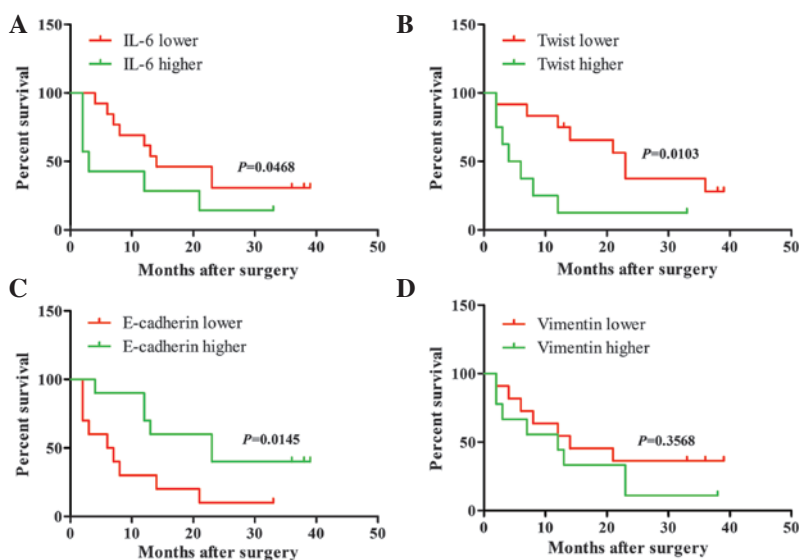 A
Percent survival
150
100
50
0
IL-6 lower
IL-6 higher
P=0.0468
0 10 20 30 40 50
Months after surgery
B
Percent survival
150
100
50
0
Twist lower
Twist higher
P=0.0103
0 10 20 30 40 50
Months after surgery
C
Percent survival
150
100
50
0
E-cadherin lower
E-cadherin higher
P=0.0145
0 10 20 30 40 50
Months after surgery
D
Percent survival
150
100
50
0
Vimentin lower
Vimentin higher
P=0.3568
0 10 20 30 40 50
Months after surgery